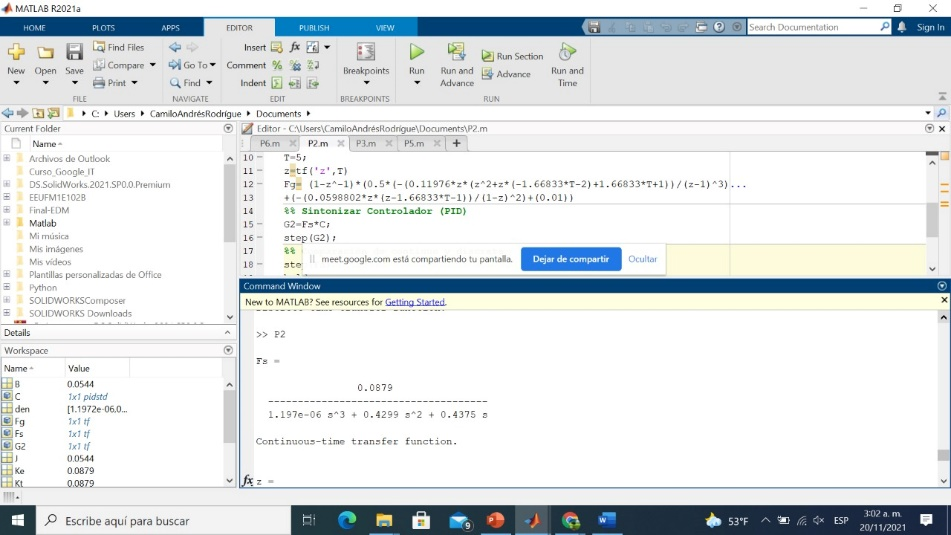 MATLAB R2021a
HOME PLOTS APPS EDITOR PUBLISH VIEW Search Documentation Sign In
New Open Save Find Files Compare Print
Go To Find
Insert fx Comment % Indent
Breakpoints
Run Run and Advance Run Section Advance Run and Time
FILE NAVIGATE EDIT BREAKPOINTS RUN
C: Users CamiloAndrésRodrígue Documents
Current Folder
Name
Archivos de Outlook
Curso_Google_IT
DS.SolidWorks.2021.SP0.0.Premium
EEUFM1E102B
Final-EDM
Matlab
Mi música
Mis imágenes
Mis vídeos
Plantillas personalizadas de Office
Python
SOLIDWORKSComposer
SOLIDWORKS Downloads
Details
Workspace
Name Value
B 0.0544
C 1x1 pidstd
den [1.1972e-06,0...
Fg 1x1 tf
Fs 1x1 tf
G2 1x1 tf
J 0.0544
Ke 0.0879
Kt 0.0879
Editor - C:\Users\CamiloAndrésRodrígue\Documents\P2.m
P6.m P2.m P3.m P5.m +
10 - T=5;
11 - z=tf('z',T)
12 - Fg= (1-z^-1)*(0.5*(-(0.11976*z*(z^2+z*(-1.66833*T-2)+1.66833*T+1))/(z-1)^3)...
13 +(-(0.0598802*z*(z-1.66833*T-1))/(1-z)^2)+(0.01))
14 %% Sintonizar Controlador (PID)
15 - G2=Fs*C;
16 - step(G2);
17 %%
18 - ste
meet.google.com está compartiendo tu pantalla. Dejar de compartir Ocultar
Command Window
New to MATLAB? See resources for Getting Started.
>> P2
Fs =
0.0879
-------------------------------------
1.197e-06 s^3 + 0.4299 s^2 + 0.4375 s
Continuous-time transfer function.
fx z =
Escribe aquí para buscar
9
53°F ESP
3:02 a. m.
20/11/2021